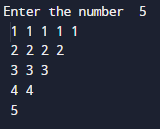 Enter the number  5
1 1 1 1 1
2 2 2 2
3 3 3
4 4
5